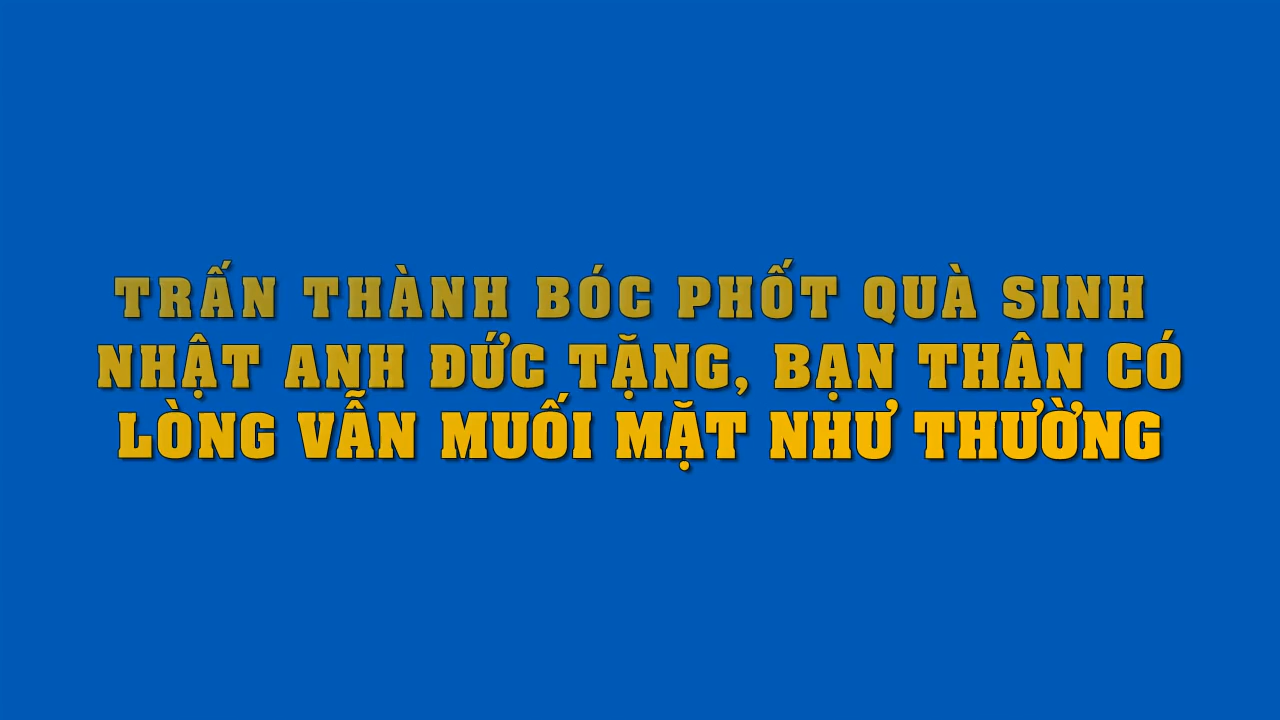 TRẤN THÀNH BÓC PHỐT QUÀ SINH
NHẬT ANH ĐỨC TẶNG, BẠN THÂN CÓ
LÒNG VẪN MUỐI MẶT NHƯ THƯỜNG